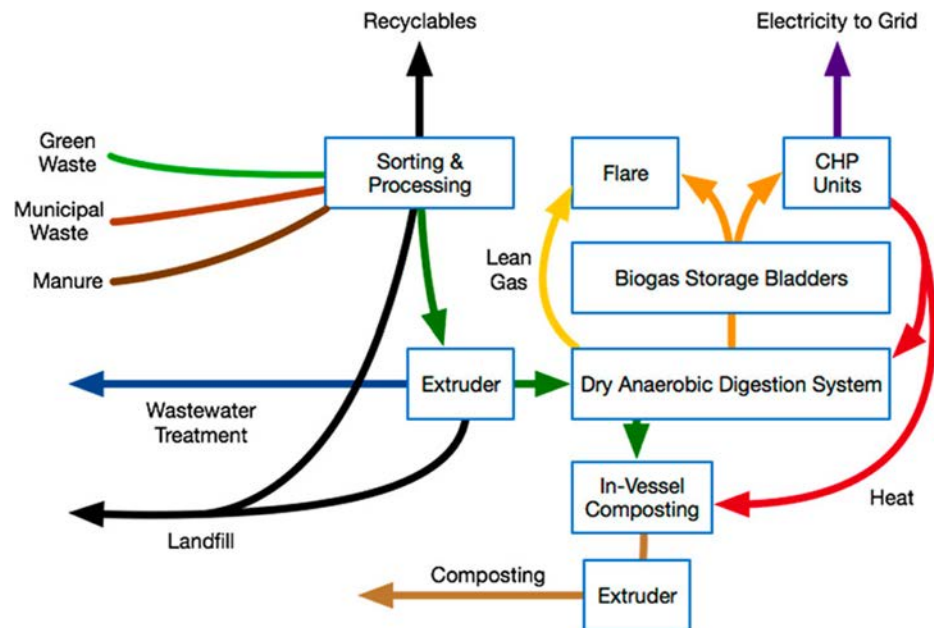 Recyclables
Electricity to Grid
Green
Waste
Municipal
Waste
Manure
Sorting &
Processing
Flare
CHP
Units
Lean
Gas
Biogas Storage Bladders
Extruder
Dry Anaerobic Digestion System
Wastewater
Treatment
In-Vessel
Composting
Heat
Landfill
Composting
Extruder